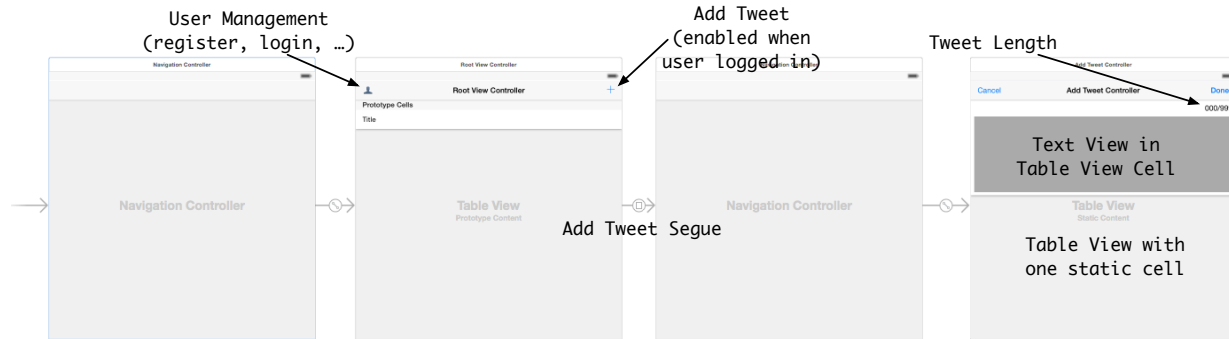 User Management
(register, login, …)
Add Tweet
(enabled when
user logged in)
Tweet Length
Navigation Controller
Root View Controller
Add Tweet Controller
Root View Controller
+
Prototype Cells
Title
Cancel
Add Tweet Controller
Done
000/999
Text View in
Table View Cell
Navigation Controller
Table View
Prototype Content
Add Tweet Segue
Navigation Controller
Table View
Static Content
Table View with
one static cell